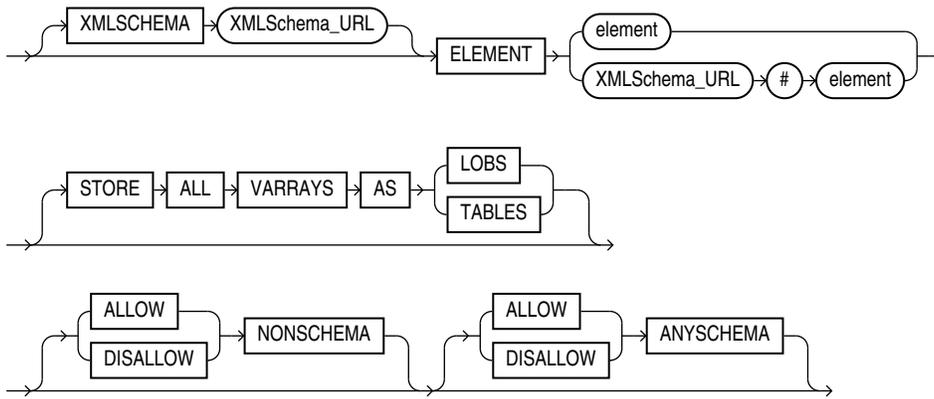 XMLSCHEMA XMLSchema_URL
ELEMENT
element
XMLSchema_URL # element
STORE ALL VARRAYS AS
LOBS
TABLES
ALLOW
DISALLOW
NONSCHEMA
ALLOW
DISALLOW
ANYSCHEMA